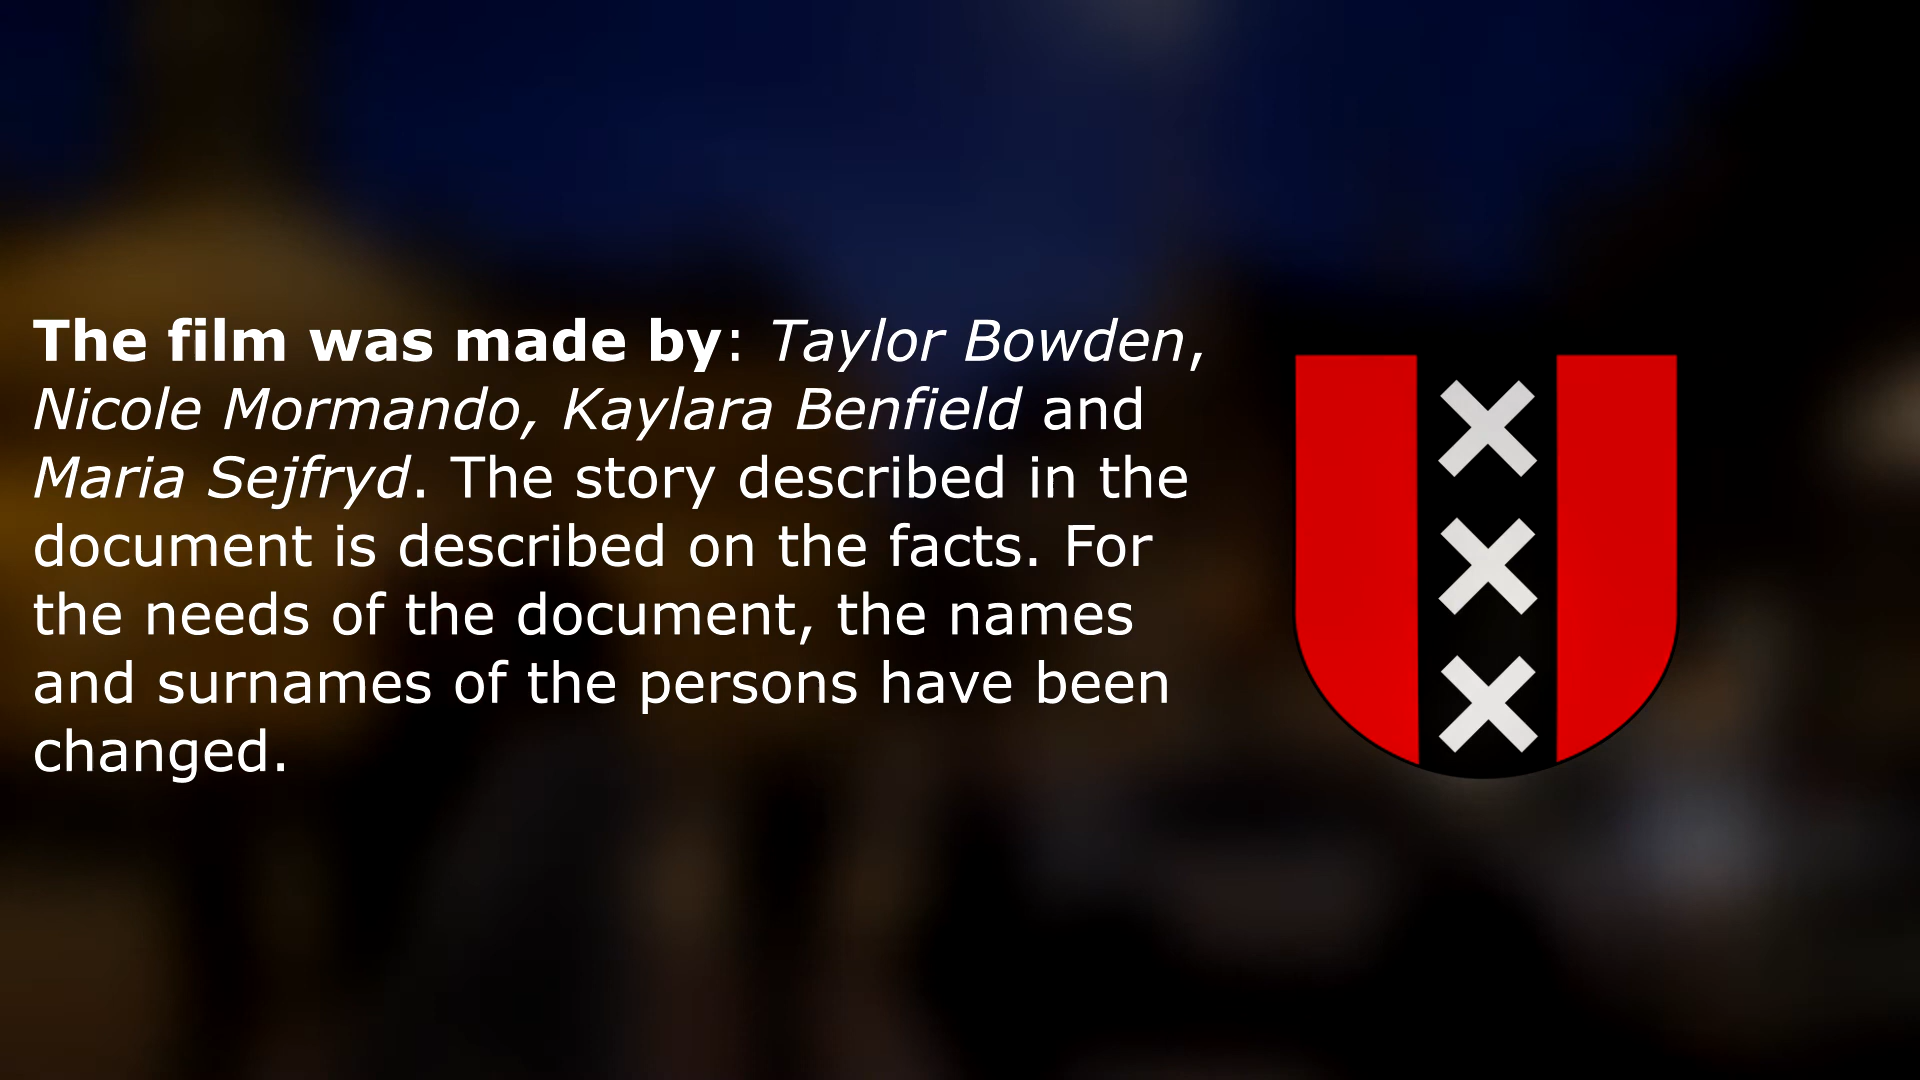 The film was made by: Taylor Bowden,
Nicole Mormando, Kaylara Benfield and
Maria Sejfryd. The story described in the
document is described on the facts. For
the needs of the document, the names
and surnames of the persons have been
changed.